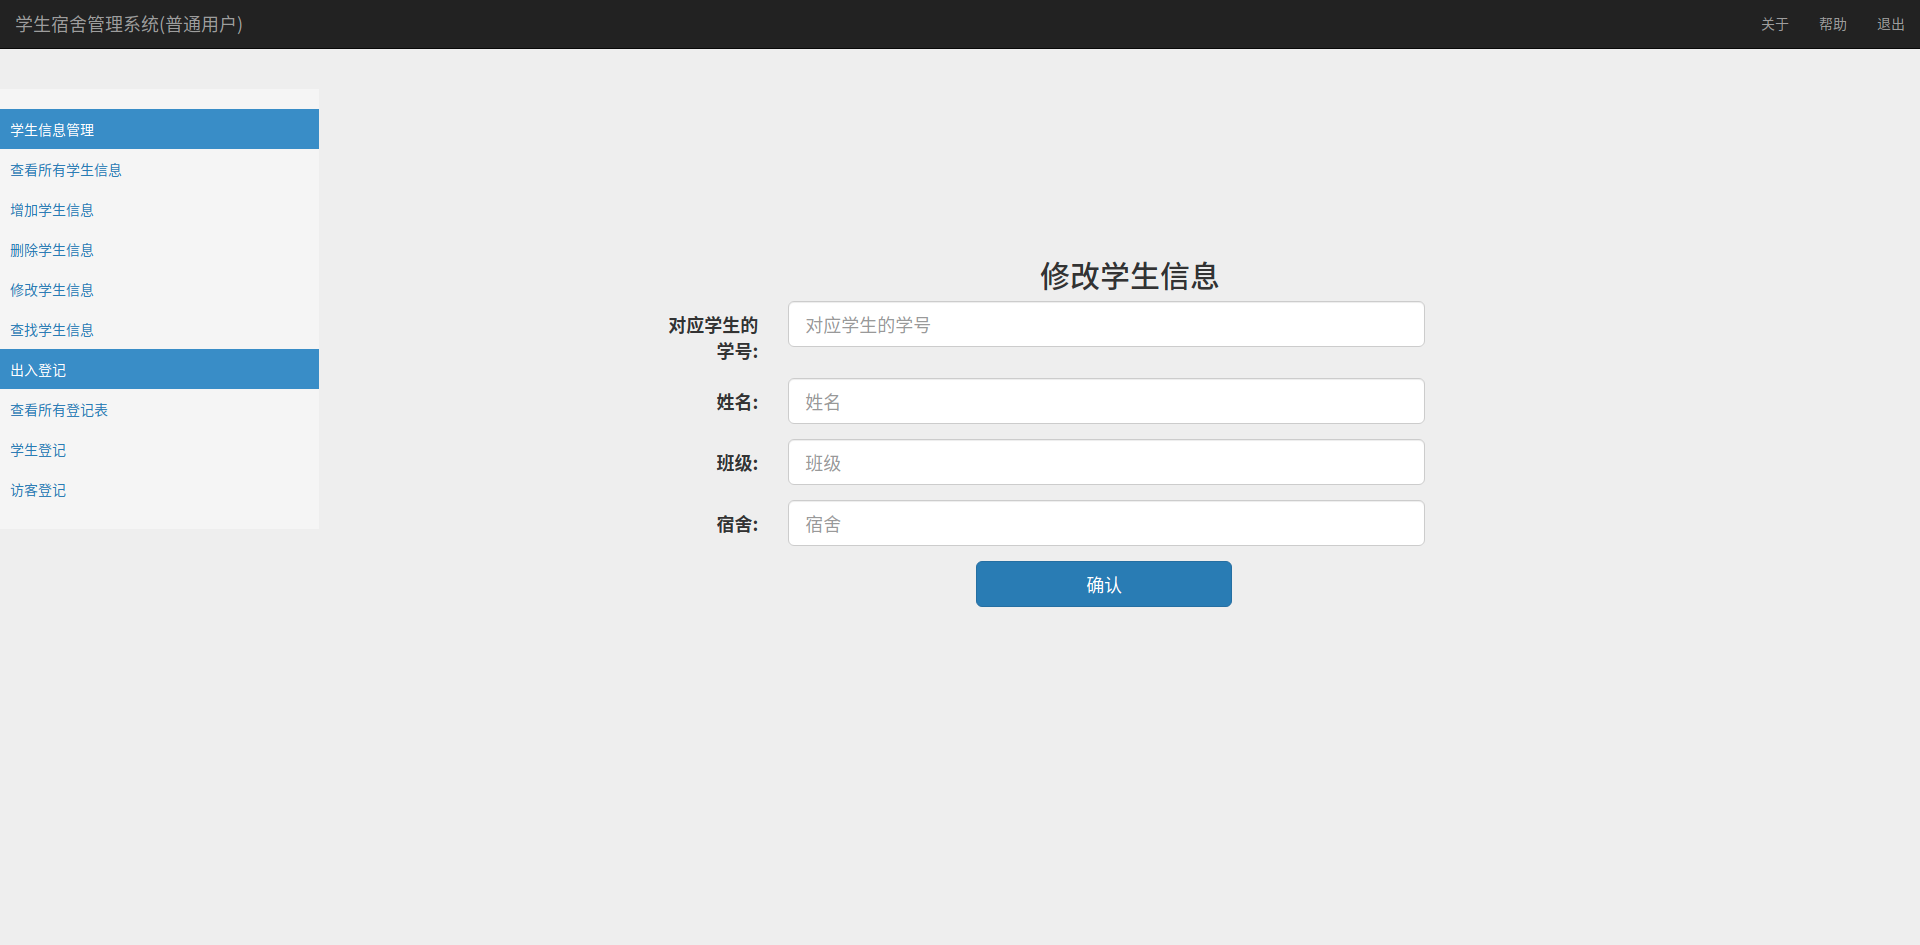 学生宿舍管理系统(普通用户)
关于 帮助 退出
学生信息管理
查看所有学生信息
增加学生信息
删除学生信息
修改学生信息
查找学生信息
出入登记
查看所有登记表
学生登记
访客登记
修改学生信息
对应学生的
学号:
对应学生的学号
姓名:
姓名
班级:
班级
宿舍:
宿舍
确认